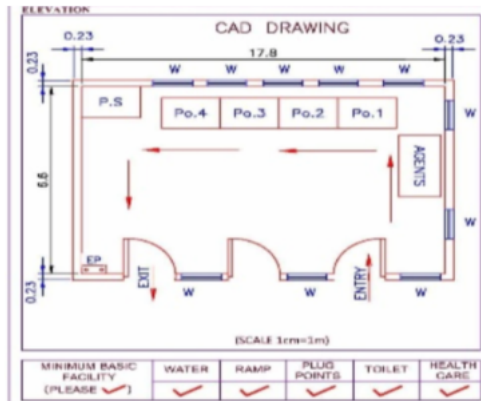 ELEVATION
CAD DRAWING
0.23
17.8
0.23
0.23
W
W
W
W
W
P.S
Po.4
Po.3
Po.2
Po.1
W
AGENTS
6.6
W
EP
0.23
EXIT
W
W
ENTRY
W
(SCALE 1cm=1m)
MINIMUM BASIC FACILITY (PLEASE ✓)
WATER
RAMP
PLUG POINTS
TOILET
HEALTH CARE
✓ ✓ ✓ ✓ ✓